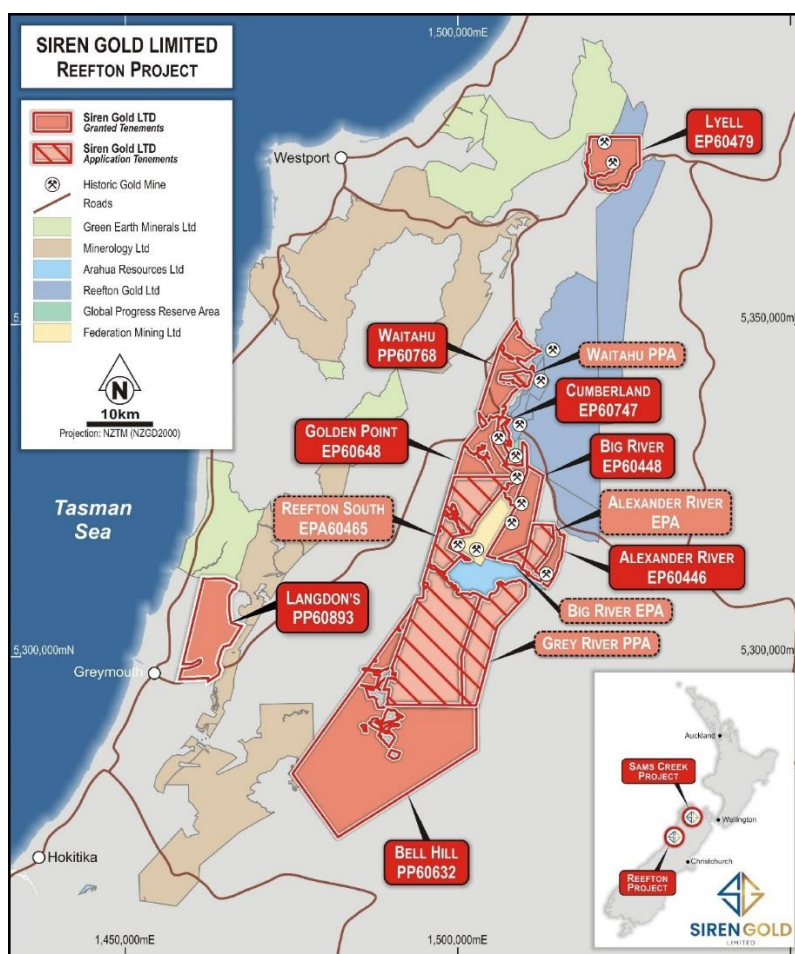 SIREN GOLD LIMITED
REEFTON PROJECT
Siren Gold LTD
Granted Tenements
Siren Gold LTD
Application Tenements
Historic Gold Mine
Roads
Green Earth Minerals Ltd
Minerology Ltd
Arahua Resources Ltd
Reefton Gold Ltd
Global Progress Reserve Area
Federation Mining Ltd
N
10km
Projection: NZTM (NZGD2000)
1,500,000mE
Westport
LYELL
EP60479
5,350,000mN
WAITAHU
PP60768
WAITAHU PPA
CUMBERLAND
EP60747
GOLDEN POINT
EP60648
BIG RIVER
EP60448
Tasman
Sea
REEFTON SOUTH
EPA60465
ALEXANDER RIVER
EPA
ALEXANDER RIVER
EP60446
LANGDON'S
PP60893
BIG RIVER EPA
GREY RIVER PPA
5,300,000mN
5,300,000m
Greymouth
Auckland
SAMS CREEK
PROJECT
Wellington
Christchurch
REEFTON
PROJECT
BELL HILL
PP60632
Hokitika
SIREN GOLD
LIMITED
1,450,000mE
1,500,000mE